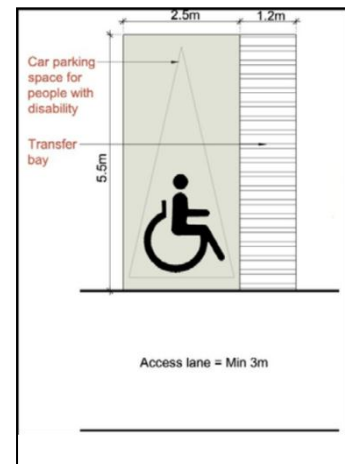 2.5m
1.2m
Car parking
space for
people with
disability
Transfer
bay
5.5m
Access lane = Min 3m